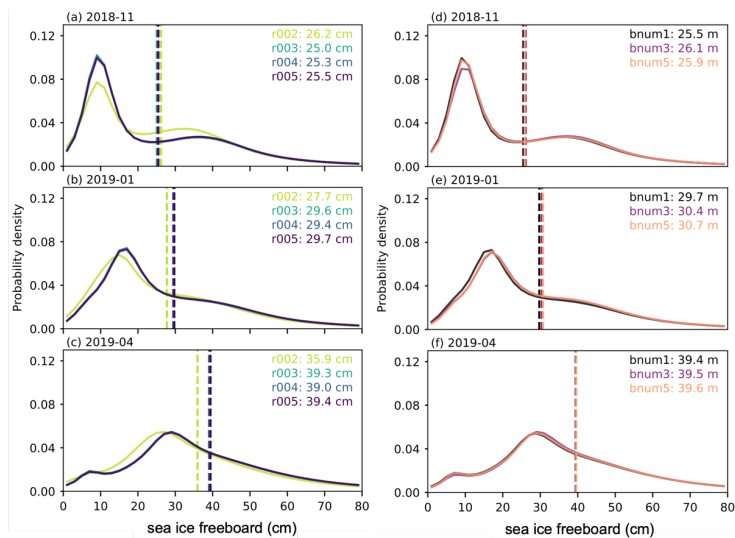 (a) 2018-11
r002: 26.2 cm
r003: 25.0 cm
r004: 25.3 cm
r005: 25.5 cm
0.12
0.08
0.04
0.00
(b) 2019-01
r002: 27.7 cm
r003: 29.6 cm
r004: 29.4 cm
r005: 29.7 cm
Probability density
0.12
0.08
0.04
0.00
(c) 2019-04
r002: 35.9 cm
r003: 39.3 cm
r004: 39.0 cm
r005: 39.4 cm
0.12
0.08
0.04
0.00
0 10 20 30 40 50 60 70 80
sea ice freeboard (cm)
(d) 2018-11
bnum1: 25.5 m
bnum3: 26.1 m
bnum5: 25.9 m
0.12
0.08
0.04
0.00
(e) 2019-01
bnum1: 29.7 m
bnum3: 30.4 m
bnum5: 30.7 m
Probability density
0.12
0.08
0.04
0.00
(f) 2019-04
bnum1: 39.4 m
bnum3: 39.5 m
bnum5: 39.6 m
0.12
0.08
0.04
0.00
0 10 20 30 40 50 60 70 80
sea ice freeboard (cm)